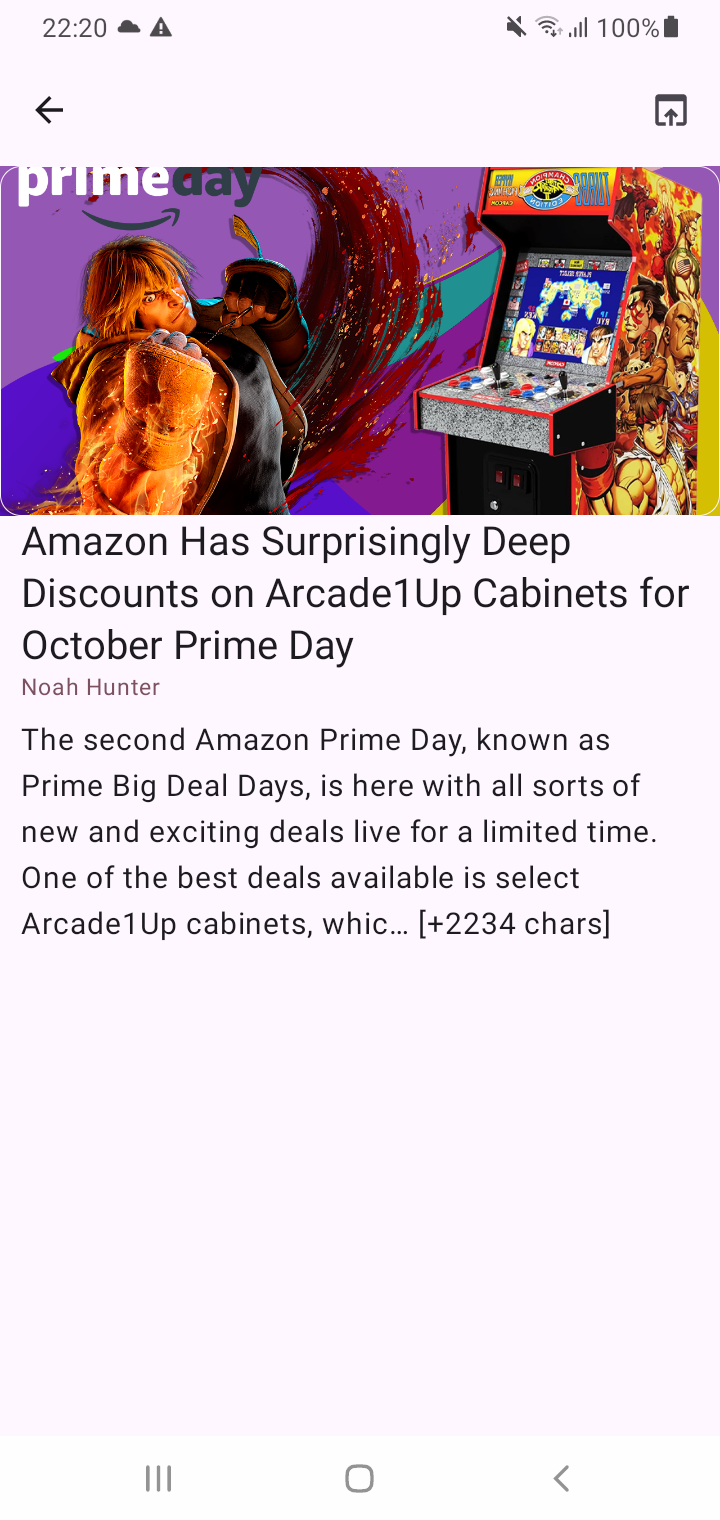 22:20
100%
primeday
Amazon Has Surprisingly Deep
Discounts on Arcade1Up Cabinets for
October Prime Day
Noah Hunter
The second Amazon Prime Day, known as
Prime Big Deal Days, is here with all sorts of
new and exciting deals live for a limited time.
One of the best deals available is select
Arcade1Up cabinets, whic… [+2234 chars]